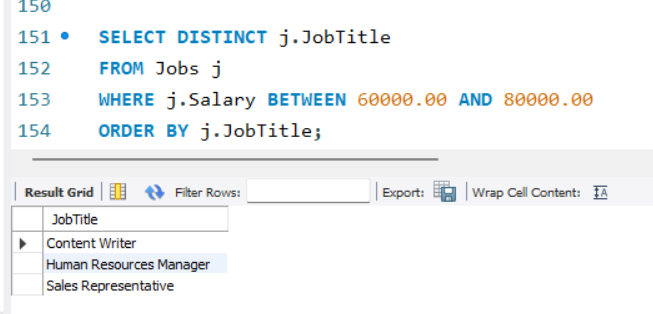 150
151 SELECT DISTINCT j.JobTitle
152 FROM Jobs j
153 WHERE j.Salary BETWEEN 60000.00 AND 80000.00
154 ORDER BY j.JobTitle;
Result Grid Filter Rows: Export: Wrap Cell Content: IA
JobTitle
Content Writer
Human Resources Manager
Sales Representative